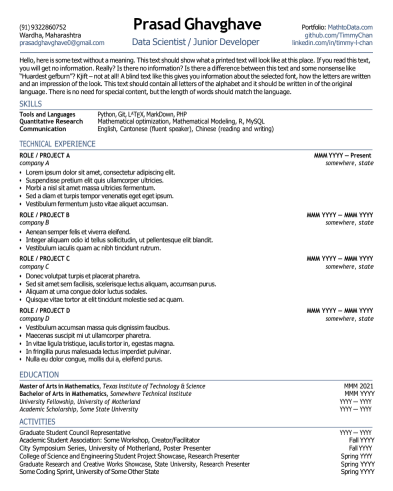 (91) 9322860752
Wardha, Maharashtra
prasadghavghave0@gmail.com
Prasad Ghavghave
Data Scientist / Junior Developer
Portfolio: MathtoData.com
github.com/TimmyChan
linkedin.com/in/timmy-l-chan
Hello, here is some text without a meaning. This text should show what a printed text will look like at this place. If you read this text,
you will get no information. Really? Is there no information? Is there a difference between this text and some nonsense like
"Huardest gefburn"? Kjift – not at all! A blind text like this gives you information about the selected font, how the letters are written
and an impression of the look. This text should contain all letters of the alphabet and it should be written in of the original
language. There is no need for special content, but the length of words should match the language.
SKILLS
Tools and Languages Python, Git, LATEX, MarkDown, PHP
Quantitative Research Mathematical optimization, Mathematical Modeling, R, MySQL
Communication English, Cantonese (fluent speaker), Chinese (reading and writing)
TECHNICAL EXPERIENCE
ROLE / PROJECT A MMM YYYY — Present
company A somewhere, state
• Lorem ipsum dolor sit amet, consectetur adipiscing elit.
• Suspendisse pretium elit quis ullamcorper ultricies.
• Morbi a nisl sit amet massa ultricies fermentum.
• Sed a diam et turpis tempor venenatis eget eget ipsum.
• Vestibulum fermentum justo vitae aliquet accumsan.
ROLE / PROJECT B MMM YYYY — MMM YYYY
company B somewhere, state
• Aenean semper felis et viverra eleifend.
• Integer aliquam odio id tellus sollicitudin, ut pellentesque elit blandit.
• Vestibulum iaculis quam ac nibh tincidunt rutrum.
ROLE / PROJECT C MMM YYYY — MMM YYYY
company C somewhere, state
• Donec volutpat turpis et placerat pharetra.
• Sed sit amet sem facilisis, scelerisque lectus aliquam, accumsan purus.
• Aliquam at urna congue dolor luctus sodales.
• Quisque vitae tortor at elit tincidunt molestie sed ac quam.
ROLE / PROJECT D MMM YYYY — MMM YYYY
company D somewhere, state
• Vestibulum accumsan massa quis dignissim faucibus.
• Maecenas suscipit mi ut ullamcorper pharetra.
• In vitae ligula tristique, iaculis tortor in, egestas magna.
• In fringilla purus malesuada lectus imperdiet pulvinar.
• Nulla eu dolor congue, mollis dui a, eleifend purus.
EDUCATION
Master of Arts in Mathematics, Texas Institute of Technology & Science MMM 2021
Bachelor of Arts in Mathematics, Somewhere Technical Institute MMM YYYY
University Fellowship, University of Motherland YYYY — YYYY
Academic Scholarship, Some State University YYYY — YYYY
ACTIVITIES
Graduate Student Council Representative YYYY — YYYY
Academic Student Association: Some Workshop, Creator/Facilitator Fall YYYY
City Symposium Series, University of Motherland, Poster Presenter Fall YYYY
College of Science and Engineering Student Project Showcase, Research Presenter Spring YYYY
Graduate Research and Creative Works Showcase, State University, Research Presenter Spring YYYY
Some Coding Sprint, University of Some Other State Spring YYYY